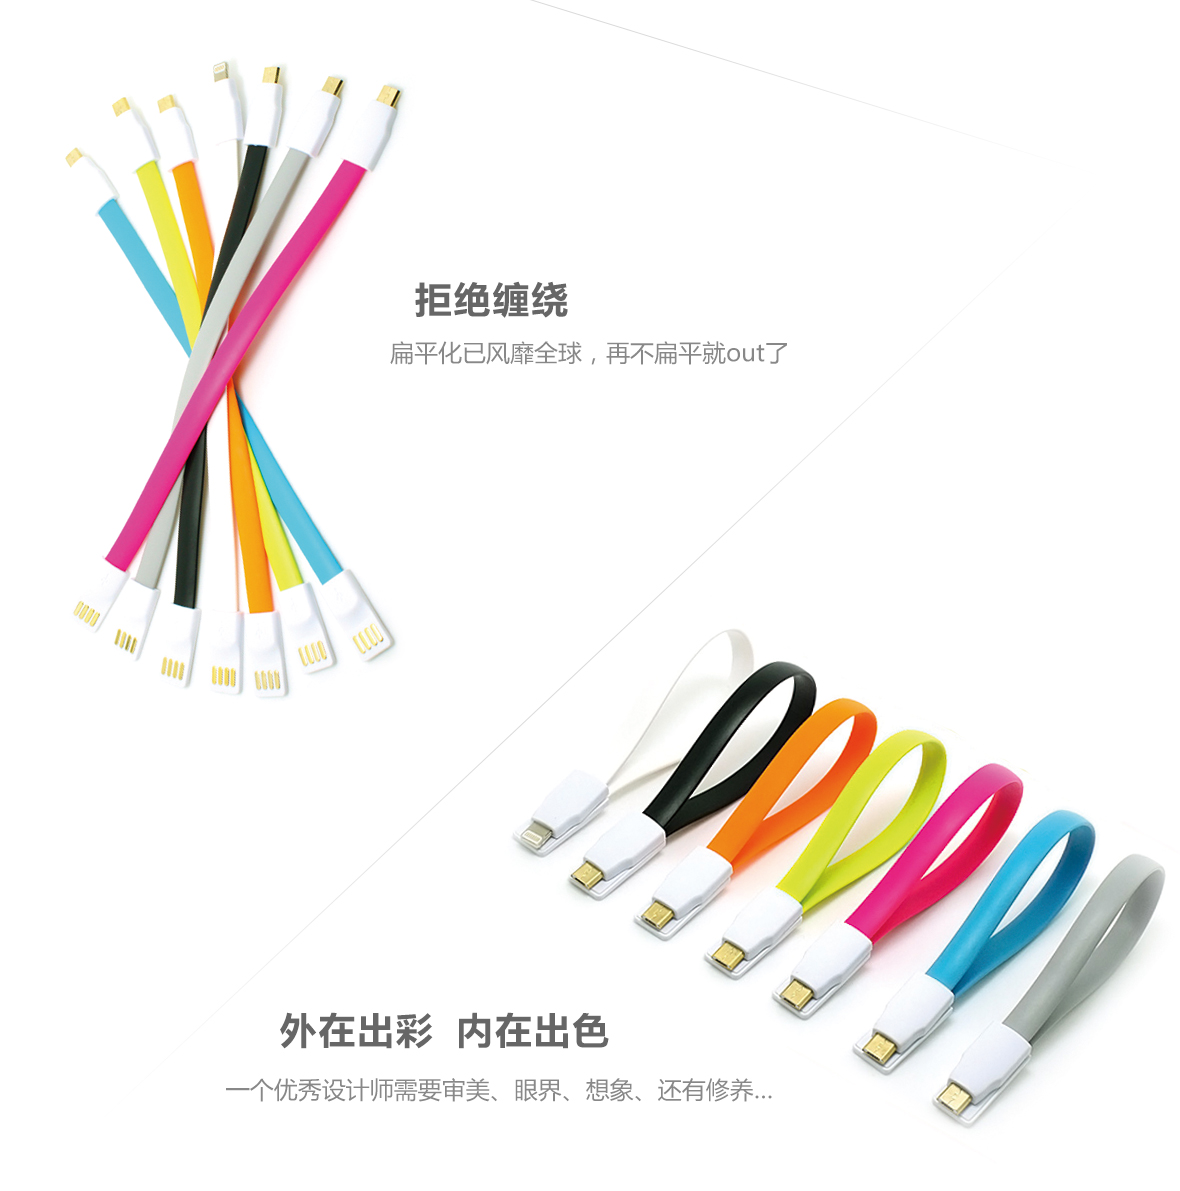 拒绝缠绕
扁平化已风靡全球，再不扁平就out了
外在出彩 内在出色
一个优秀设计师需要审美、眼界、想象、还有修养...